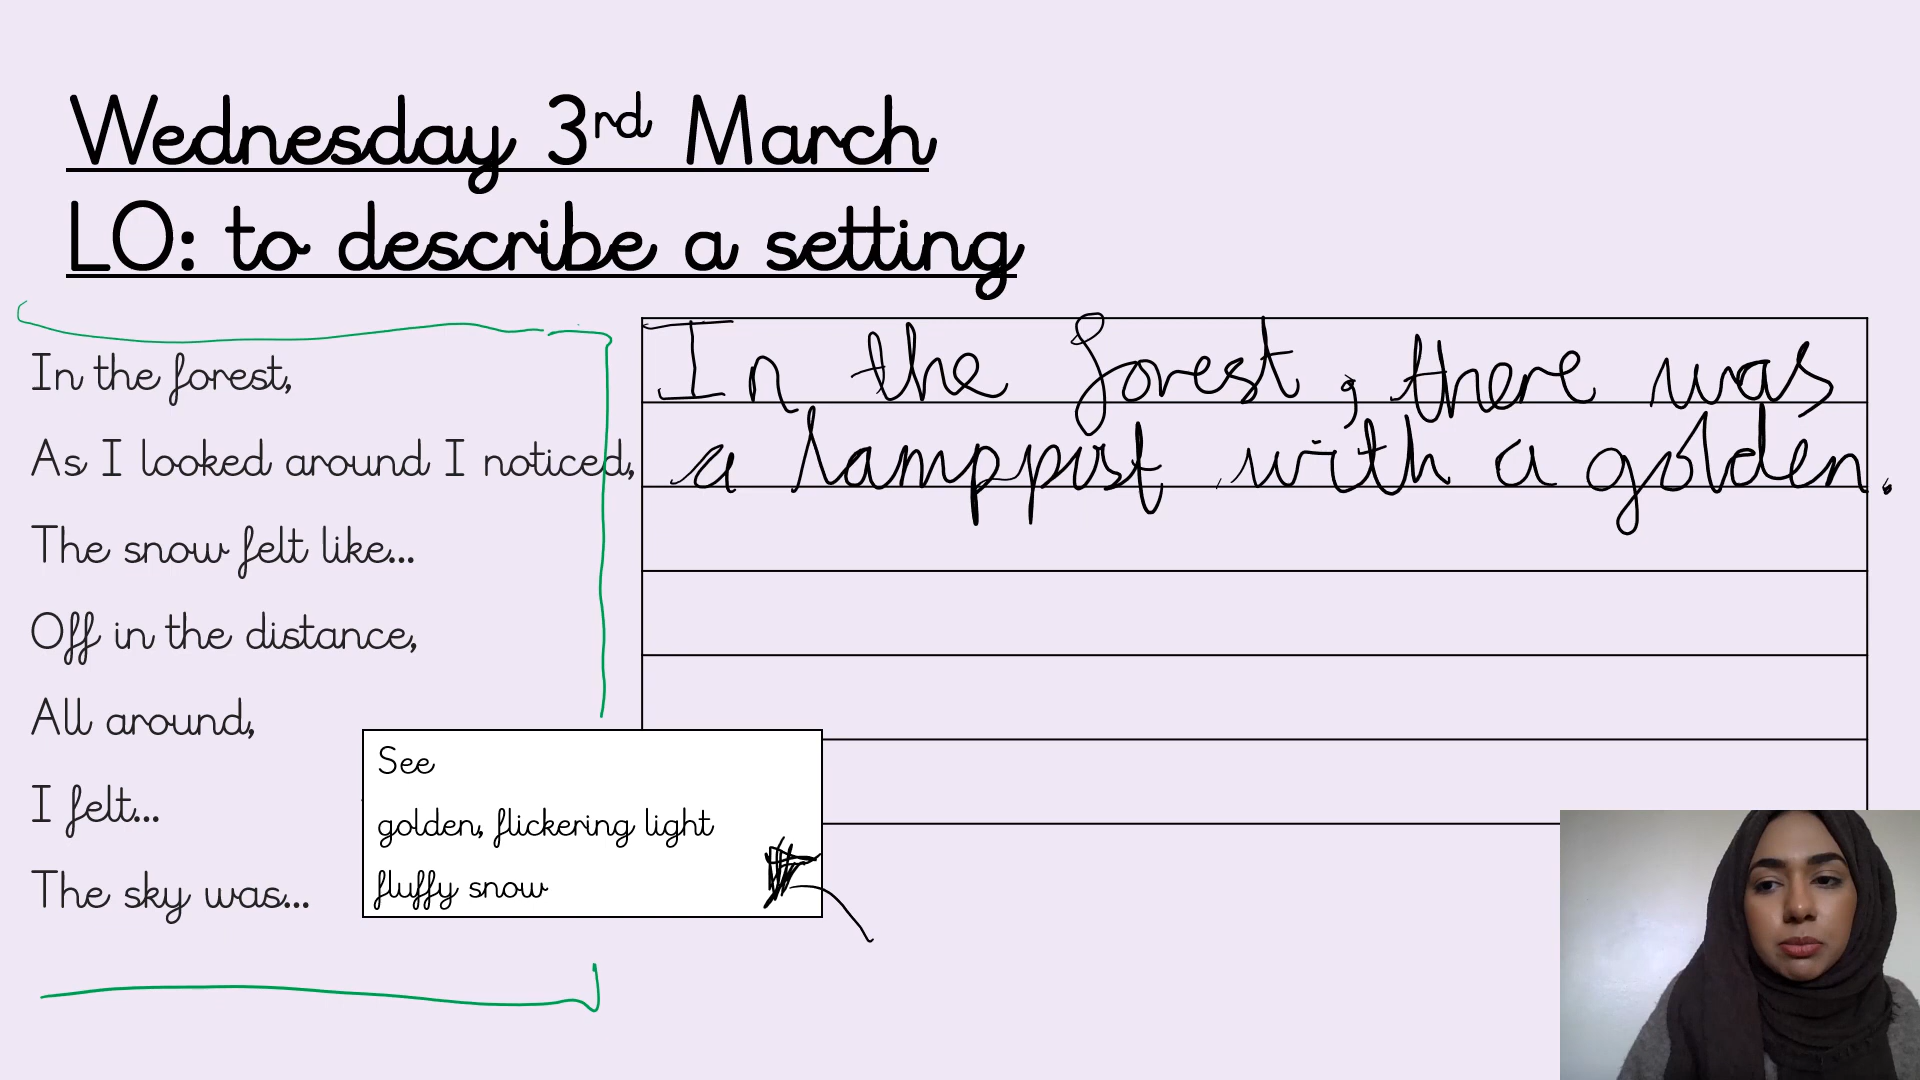 Wednesday 3rd March
LO: to describe a setting
In the forest,
As I looked around I noticed,
The snow felt like...
Off in the distance,
All around,
I felt...
The sky was...
In the forest, there was
a lamppost with a golden.
See
golden, flickering light
fluffy snow